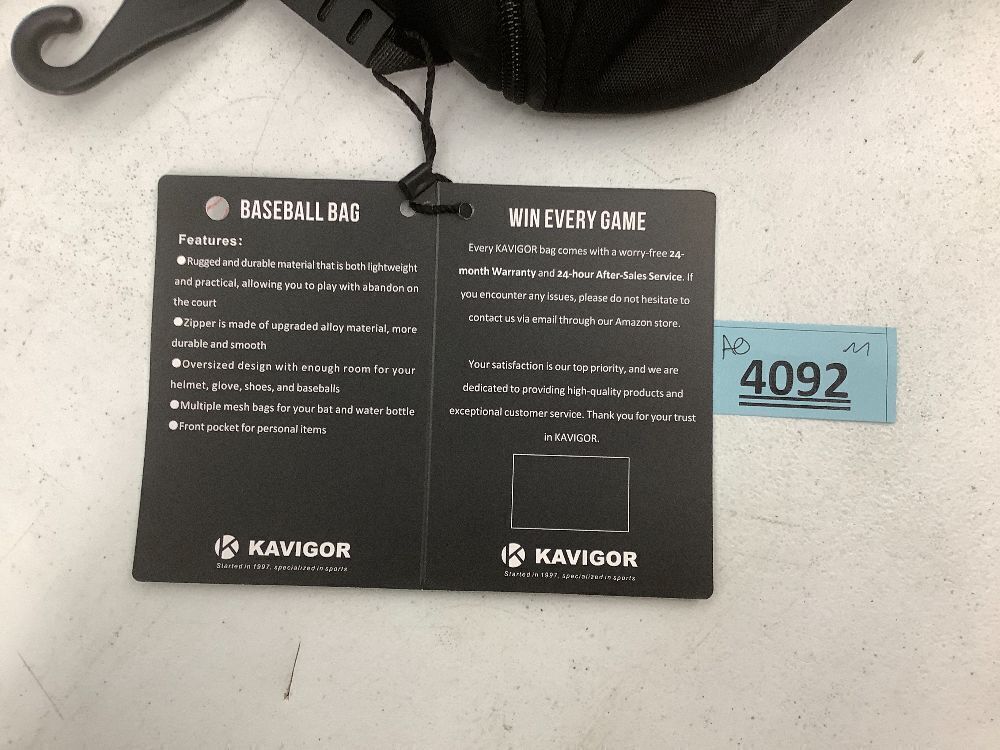 BASEBALL BAG
Features:
●Rugged and durable material that is both lightweight
and practical, allowing you to play with abandon on
the court
●Zipper is made of upgraded alloy material, more
durable and smooth
●Oversized design with enough room for your
helmet, glove, shoes, and baseballs
●Multiple mesh bags for your bat and water bottle
●Front pocket for personal items
KAVIGOR
Started in 1997, specialized in sports
WIN EVERY GAME
Every KAVIGOR bag comes with a worry-free 24-
month Warranty and 24-hour After-Sales Service. If
you encounter any issues, please do not hesitate to
contact us via email through our Amazon store.
Your satisfaction is our top priority, and we are
dedicated to providing high-quality products and
exceptional customer service. Thank you for your trust
in KAVIGOR.
KAVIGOR
Started in 1997, specialized in sports
4092